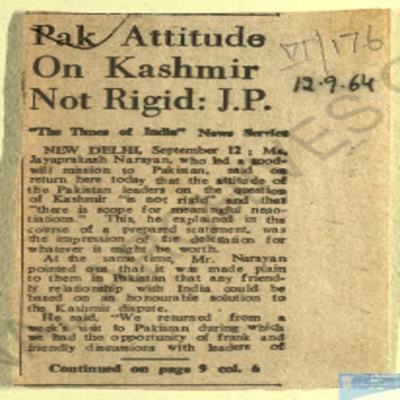 Pak Attitude
On Kashmir
Not Rigid: J.P.
VI/176
12.9.64
"The Times of India" News Service
NEW DELHI, September 12: Mr.
Jayaprakash Narayan, who led a good-
will mission to Pakistan, said on
return here today that the attitude of
the Pakistan leaders on the question
of Kashmir "is not rigid" and that
"there is scope for meaningful nego-
tiations." This, he explained in the
course of a prepared statement, was
the impression of the delegation for
whatever it might be worth.
At the same time, Mr. Narayan
pointed out that it was made plain
to them in Pakistan that any friend-
ly relationship with India could be
based on an honourable solution to
the Kashmir dispute.
He said, "We returned from a
week's visit to Pakistan during which
we had the opportunity of frank and
friendly discussions with leaders of
Continued on page 9 col. 6